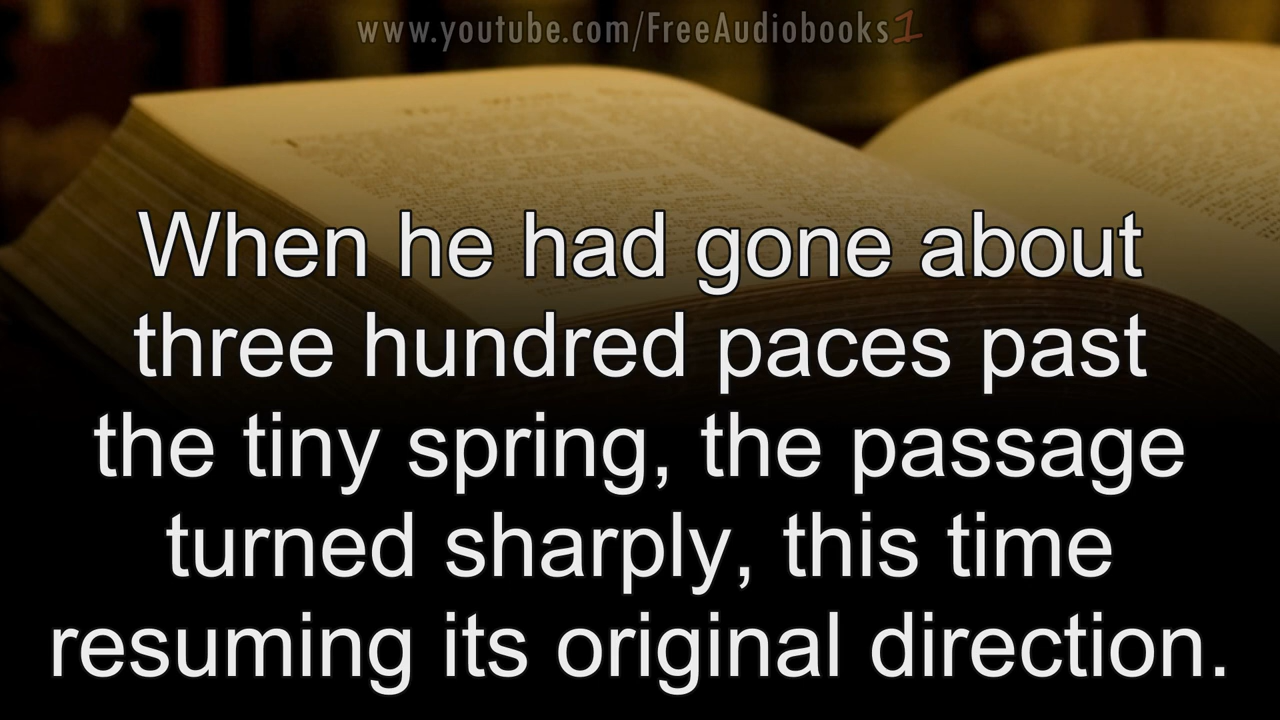 www.youtube.com/FreeAudiobooks1
When he had gone about
three hundred paces past
the tiny spring, the passage
turned sharply, this time
resuming its original direction.